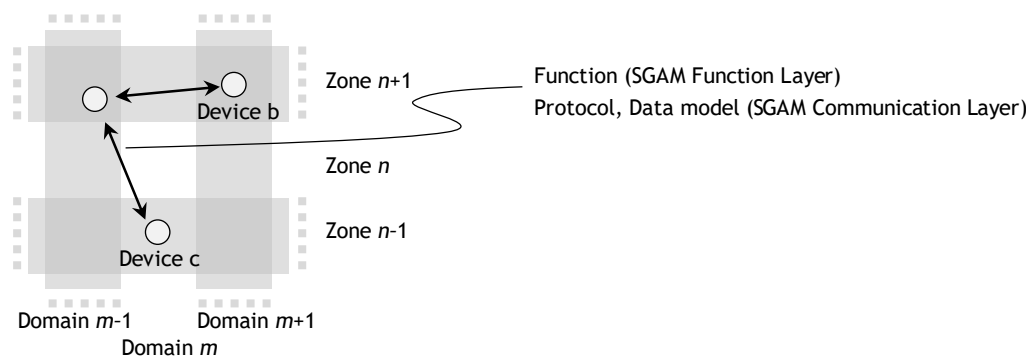 Zone n+1
Function (SGAM Function Layer)
Protocol, Data model (SGAM Communication Layer)
Device b
Zone n
Zone n-1
Device c
Domain m-1
Domain m+1
Domain m